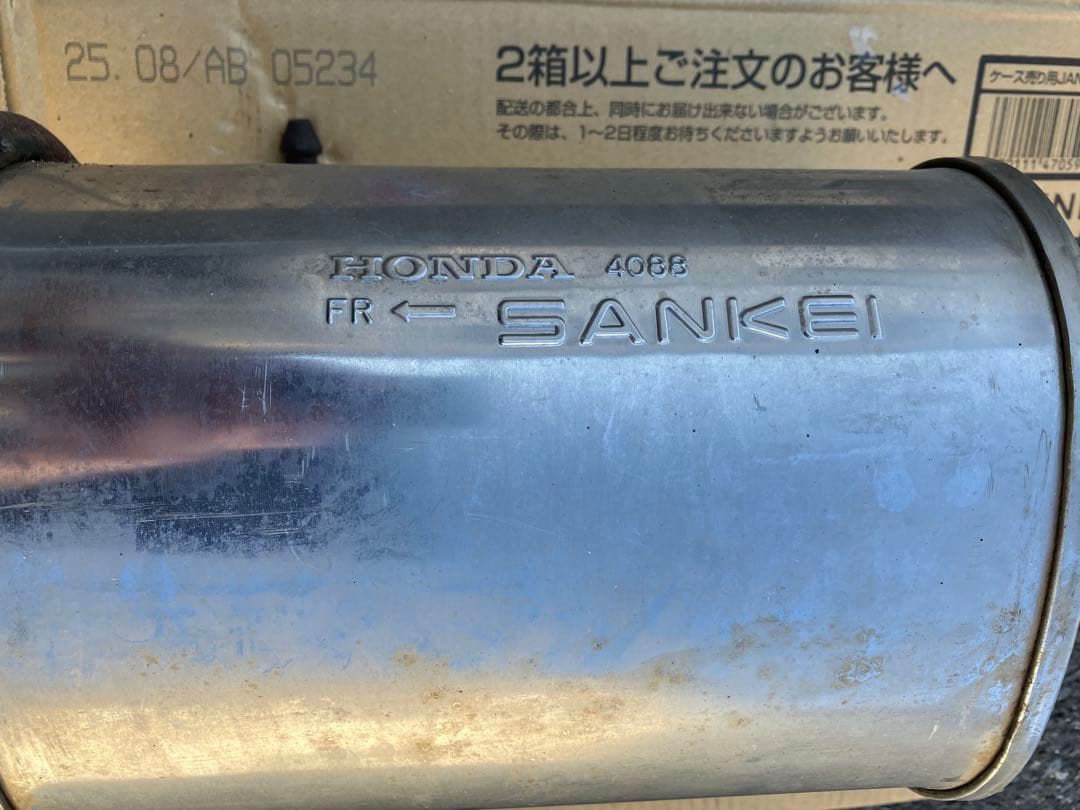 25.08/AB 05234
2箱以上ご注文のお客様へ
配送の都合上、同時にお届け出来ない場合がございます。
その際は、1〜2日程度お待ちくださいますようお願いいたします。
ケース売り用JAN
HONDA 4088
FR ← SANKEI